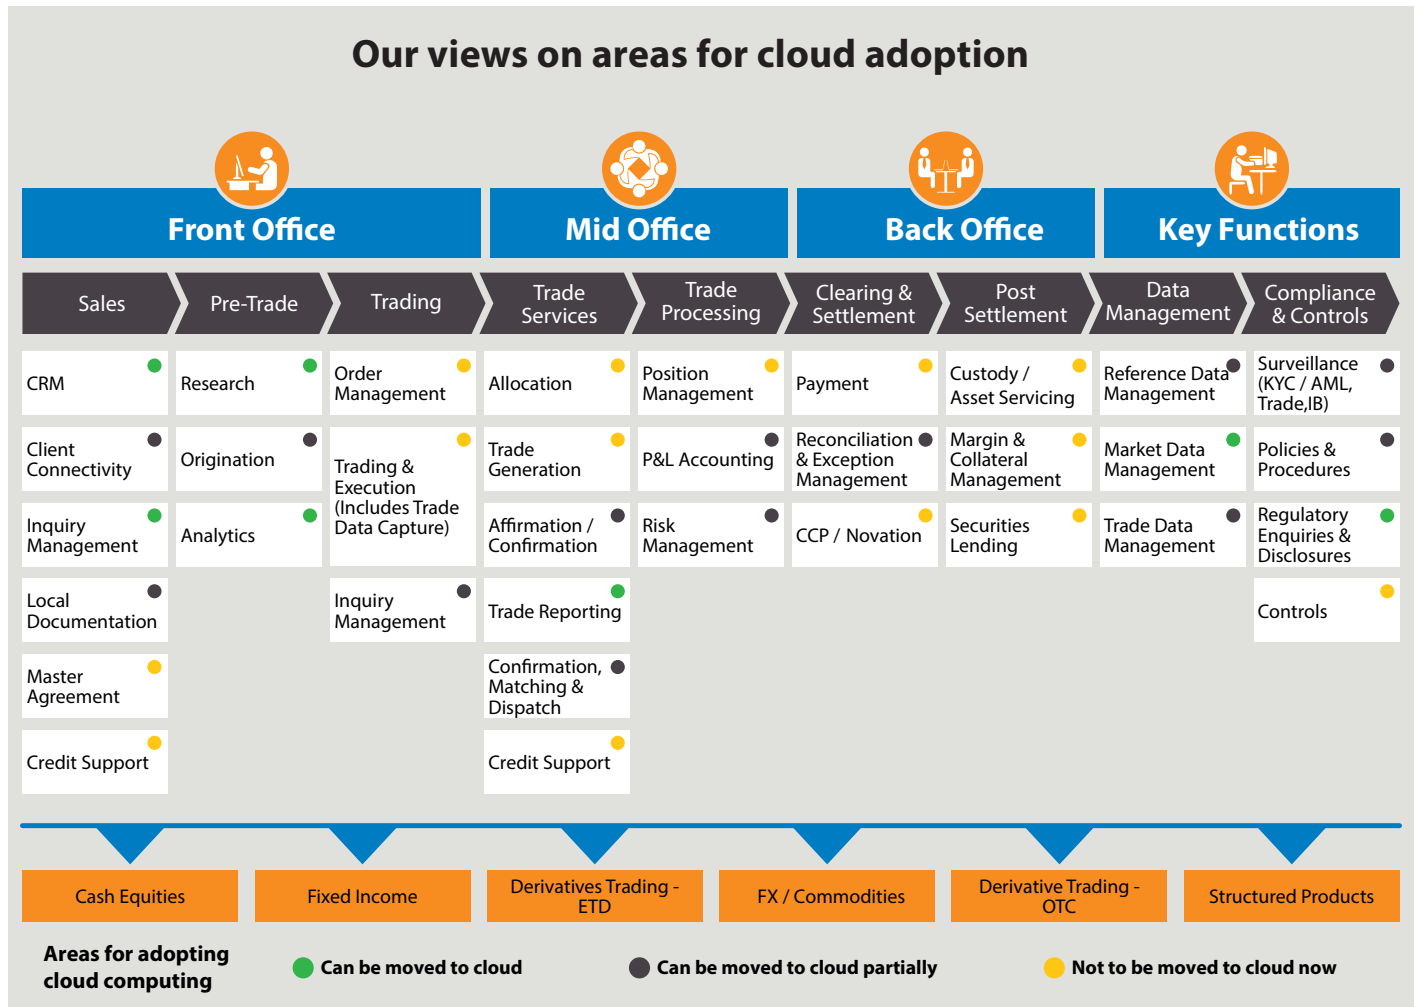 Our views on areas for cloud adoption
Front Office
Mid Office
Back Office
Key Functions
Sales
Pre-Trade
Trading
Trade
Services
Trade
Processing
Clearing &
Settlement
Post
Settlement
Data
Management
Compliance
& Controls
CRM
Client
Connectivity
Inquiry
Management
Local
Documentation
Master
Agreement
Credit Support
Research
Origination
Analytics
Order
Management
Trading &
Execution
(Includes Trade
Data Capture)
Inquiry
Management
Allocation
Trade
Generation
Affirmation /
Confirmation
Trade Reporting
Confirmation,
Matching &
Dispatch
Credit Support
Position
Management
P&L Accounting
Risk
Management
Payment
Reconciliation
& Exception
Management
CCP / Novation
Custody /
Asset Servicing
Margin &
Collateral
Management
Securities
Lending
Reference Data
Management
Market Data
Management
Trade Data
Management
Surveillance
(KYC / AML,
Trade,IB)
Policies &
Procedures
Regulatory
Enquiries &
Disclosures
Controls
Cash Equities
Fixed Income
Derivatives Trading -
ETD
FX / Commodities
Derivative Trading -
OTC
Structured Products
Areas for adopting
cloud computing
Can be moved to cloud
Can be moved to cloud partially
Not to be moved to cloud now